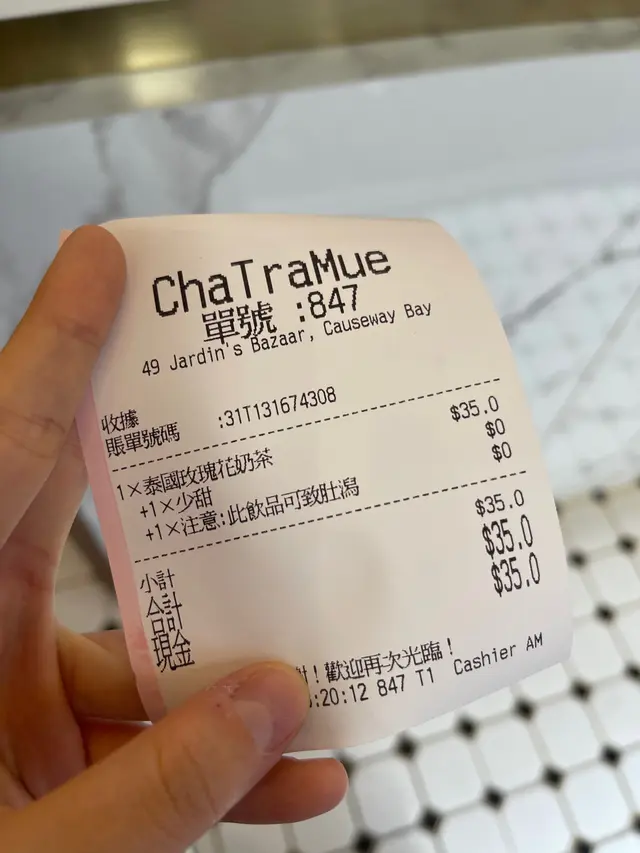 ChaTraMue
單號 :847
49 Jardin's Bazaar, Causeway Bay
收據
賬單號碼 :31T131674308
1×泰國玫瑰花奶茶 $35.0
+1×少甜 $0
+1×注意:此飲品可致肚瀉 $0
小計 $35.0
合計 $35.0
現金 $35.0
！歡迎再次光臨！
:20:12 847 T1 Cashier AM